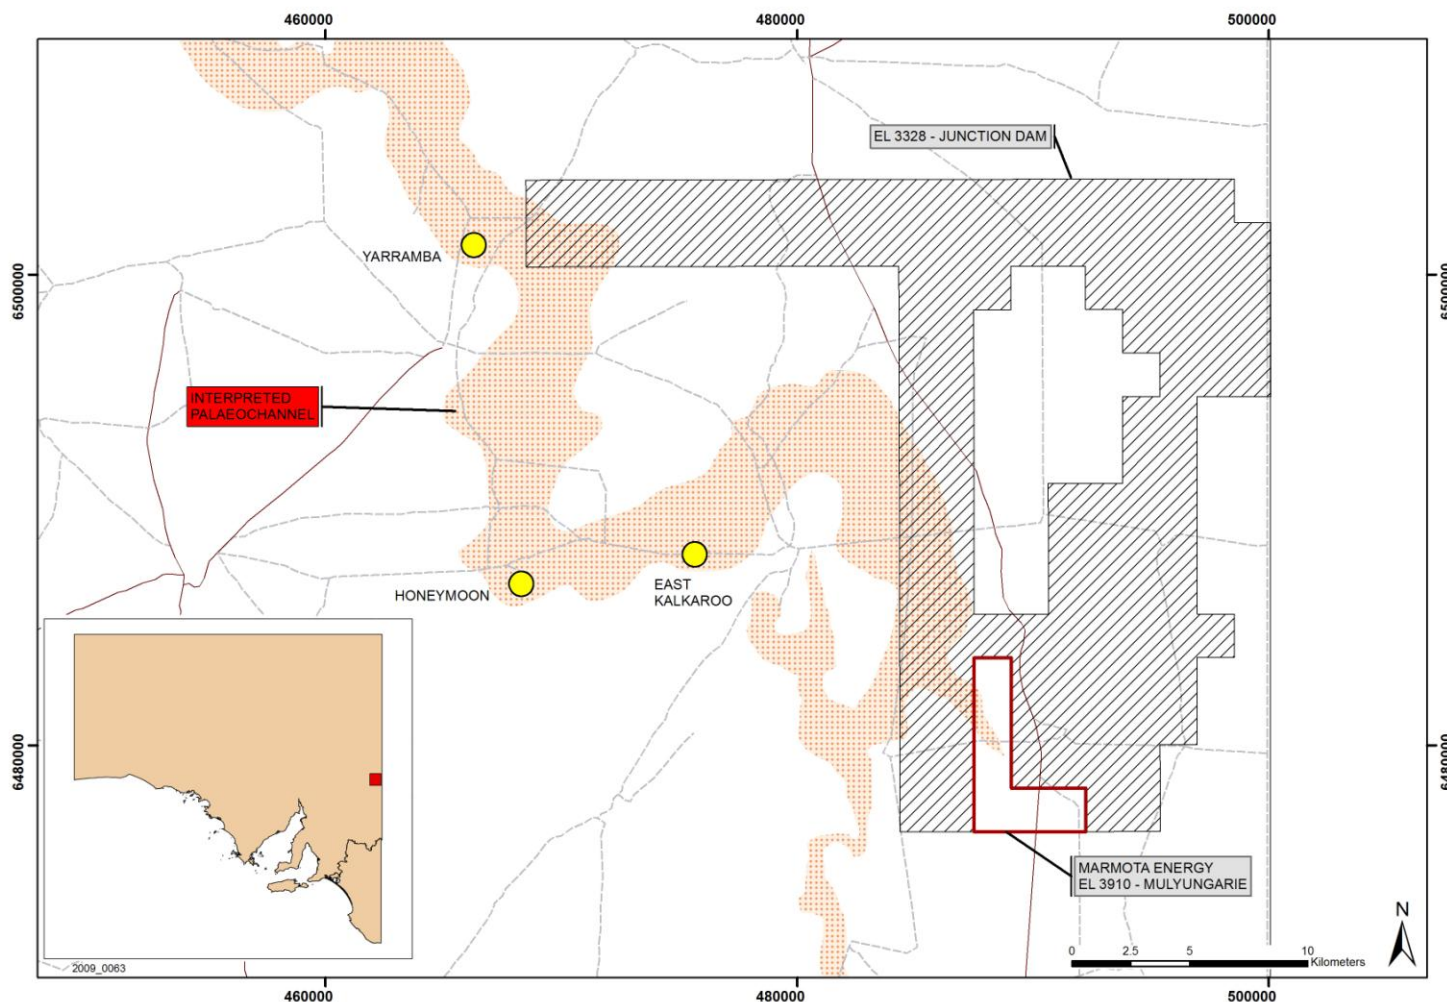 460000
480000
500000
EL 3328 - JUNCTION DAM
YARRAMBA
6500000
6500000
INTERPRETED
PALAEOCHANNEL
HONEYMOON
EAST
KALKAROO
6480000
6480000
MARMOTA ENERGY
EL 3910 - MULYUNGARIE
N
0 2.5 5 10
Kilometers
2009_0063
460000
480000
500000